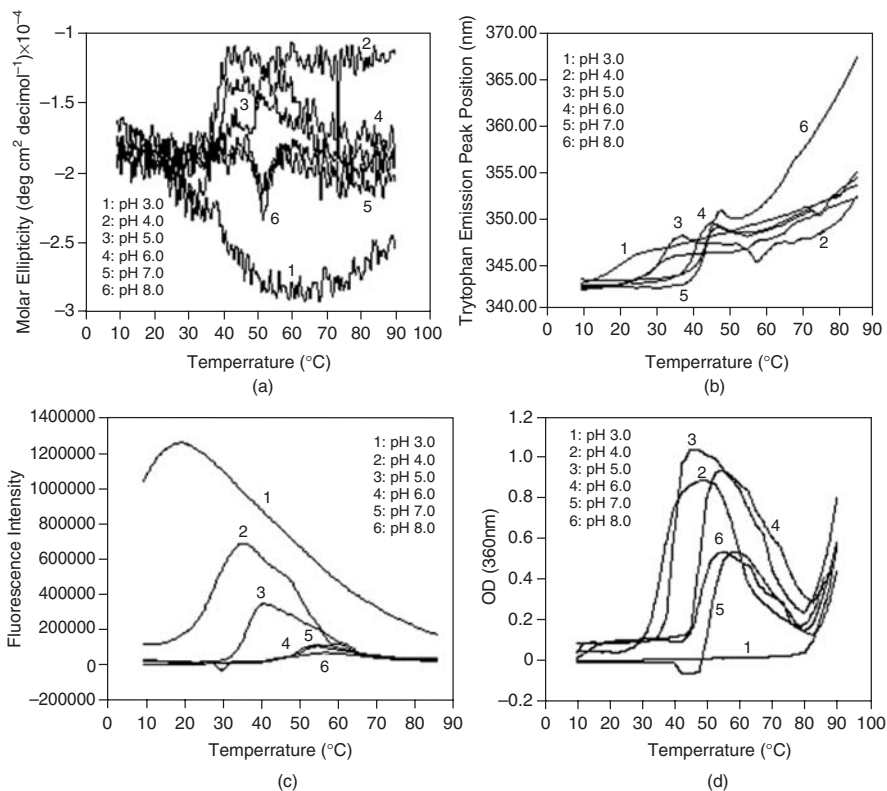 Molar Ellipticity (deg cm² decimol⁻¹)×10⁻⁴
−1
−1.5
−2
−2.5
−3
1: pH 3.0
2: pH 4.0
3: pH 5.0
4: pH 6.0
5: pH 7.0
6: pH 8.0
2
3
4
5
6
1
0 10 20 30 40 50 60 70 80 90 100
Temperrature (°C)
(a)
Trytophan Emission Peak Position (nm)
370.00
360.00
355.00
350.00
345.00
340.00
1: pH 3.0
2: pH 4.0
3: pH 5.0
4: pH 6.0
5: pH 7.0
6: pH 8.0
6
3
4
1
2
5
0 10 20 30 40 50 60 70 80 90
Temperrature (°C)
(b)
Fluorescence Intensity
1400000
1200000
1000000
800000
600000
400000
200000
0
−200000
1: pH 3.0
2: pH 4.0
3: pH 5.0
4: pH 6.0
5: pH 7.0
6: pH 8.0
1
2
3
4
5
6
0 10 20 30 40 50 60 70 80 90
Temperrature (°C)
(c)
OD (360nm)
1.2
1.0
0.8
0.6
0.4
0.2
0
−0.2
1: pH 3.0
2: pH 4.0
3: pH 5.0
4: pH 6.0
5: pH 7.0
6: pH 8.0
3
2
4
6
5
1
0 10 20 30 40 50 60 70 80 90 100
Temperrature (°C)
(d)